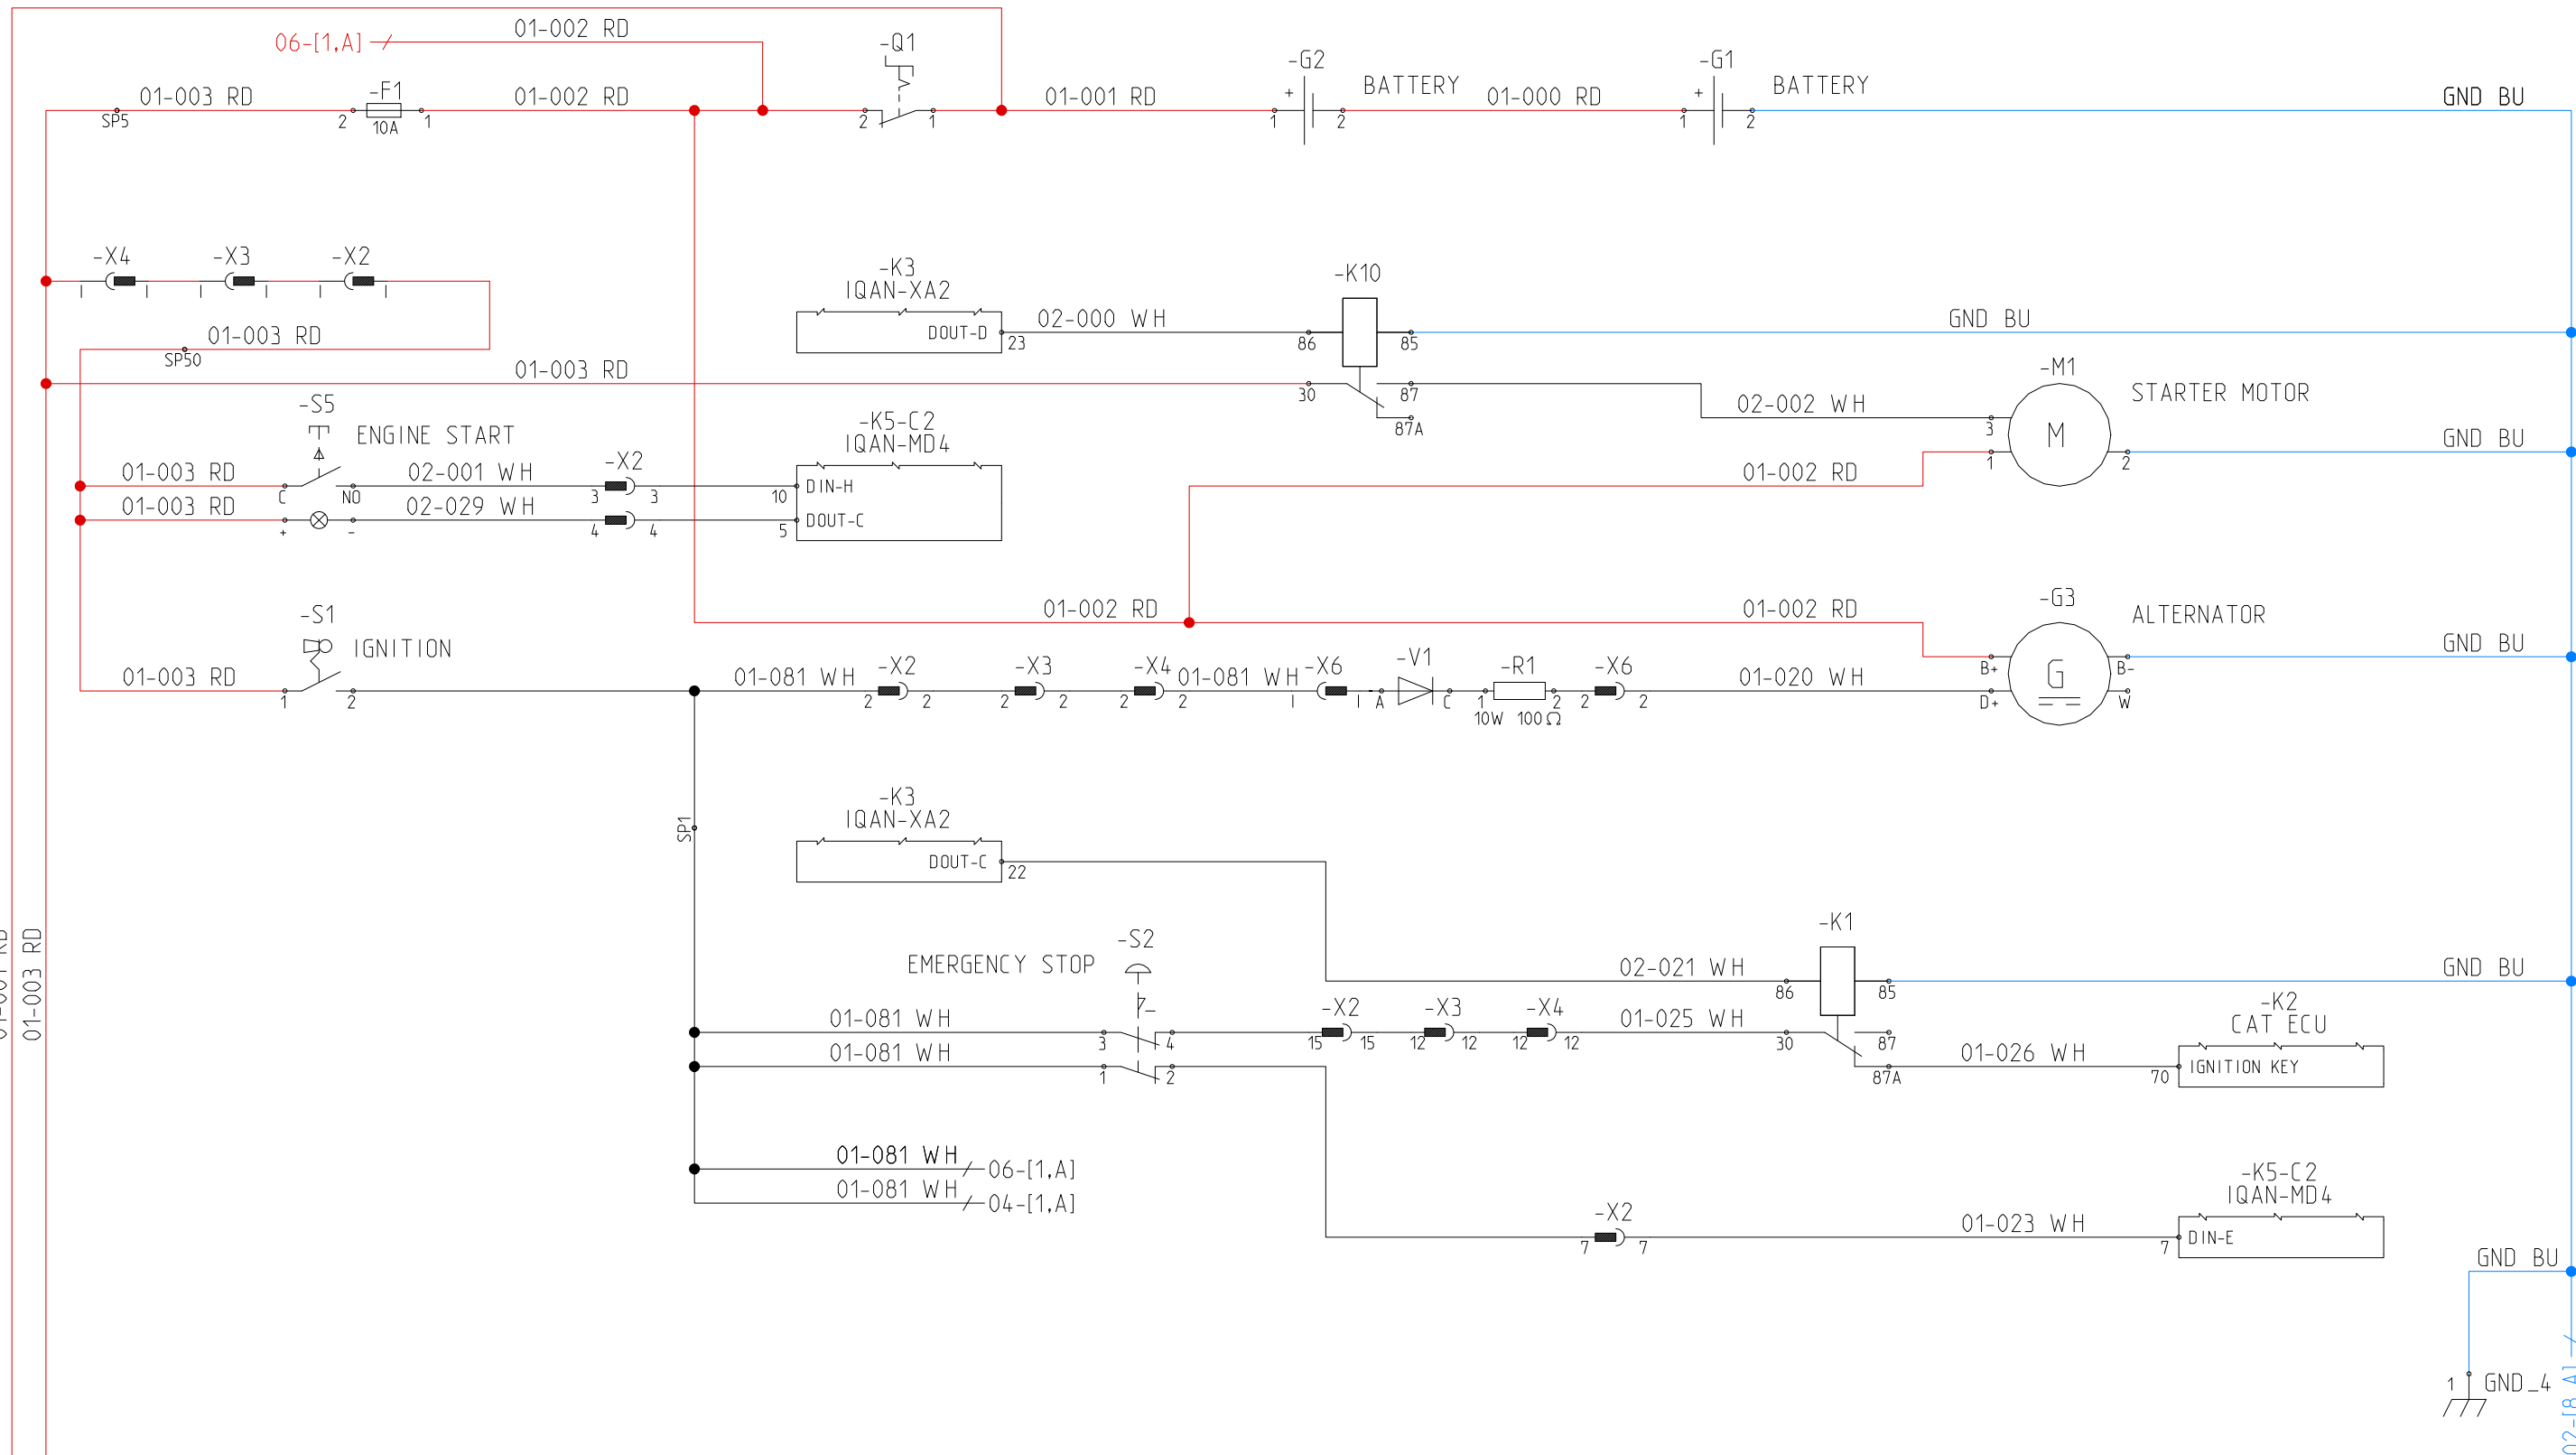 01-002 RD
06-[1,A]
-Q1
-G2
BATTERY
-G1
BATTERY
01-003 RD
-F1
01-002 RD
01-001 RD
+
01-000 RD
+
GND BU
SP5
2
10A
1
2
1
1
2
1
2
-X4
-X3
-X2
-K3
IQAN-XA2
-K10
DOUT-D
23
02-000 WH
86
85
GND BU
01-003 RD
SP50
01-003 RD
30
87
87A
-M1
STARTER MOTOR
02-002 WH
3
M
1
2
GND BU
01-002 RD
-S5
ENGINE START
-K5-C2
IQAN-MD4
01-003 RD
02-001 WH
-X2
C
NO
3
3
10
DIN-H
01-003 RD
02-029 WH
+
-
4
4
5
DOUT-C
-S1
IGNITION
01-002 RD
01-002 RD
-G3
ALTERNATOR
GND BU
B+
B-
G
D+
W
01-003 RD
1
2
01-081 WH
-X2
2
2
-X3
2
2
-X4
2
2
01-081 WH
-X6
1
1
-V1
A
C
-R1
1
2
10W
100Ω
-X6
2
2
01-020 WH
SP1
-K3
IQAN-XA2
DOUT-C
22
-K1
EMERGENCY STOP
-S2
02-021 WH
86
85
GND BU
01-003 RD
01-081 WH
3
4
-X2
15
15
-X3
12
12
-X4
12
12
01-025 WH
30
87
-K2
CAT ECU
01-081 WH
1
2
87A
01-026 WH
70
IGNITION KEY
01-081 WH
06-[1,A]
01-081 WH
04-[1,A]
-X2
7
7
01-023 WH
-K5-C2
IQAN-MD4
7
DIN-E
GND BU
1
GND_4